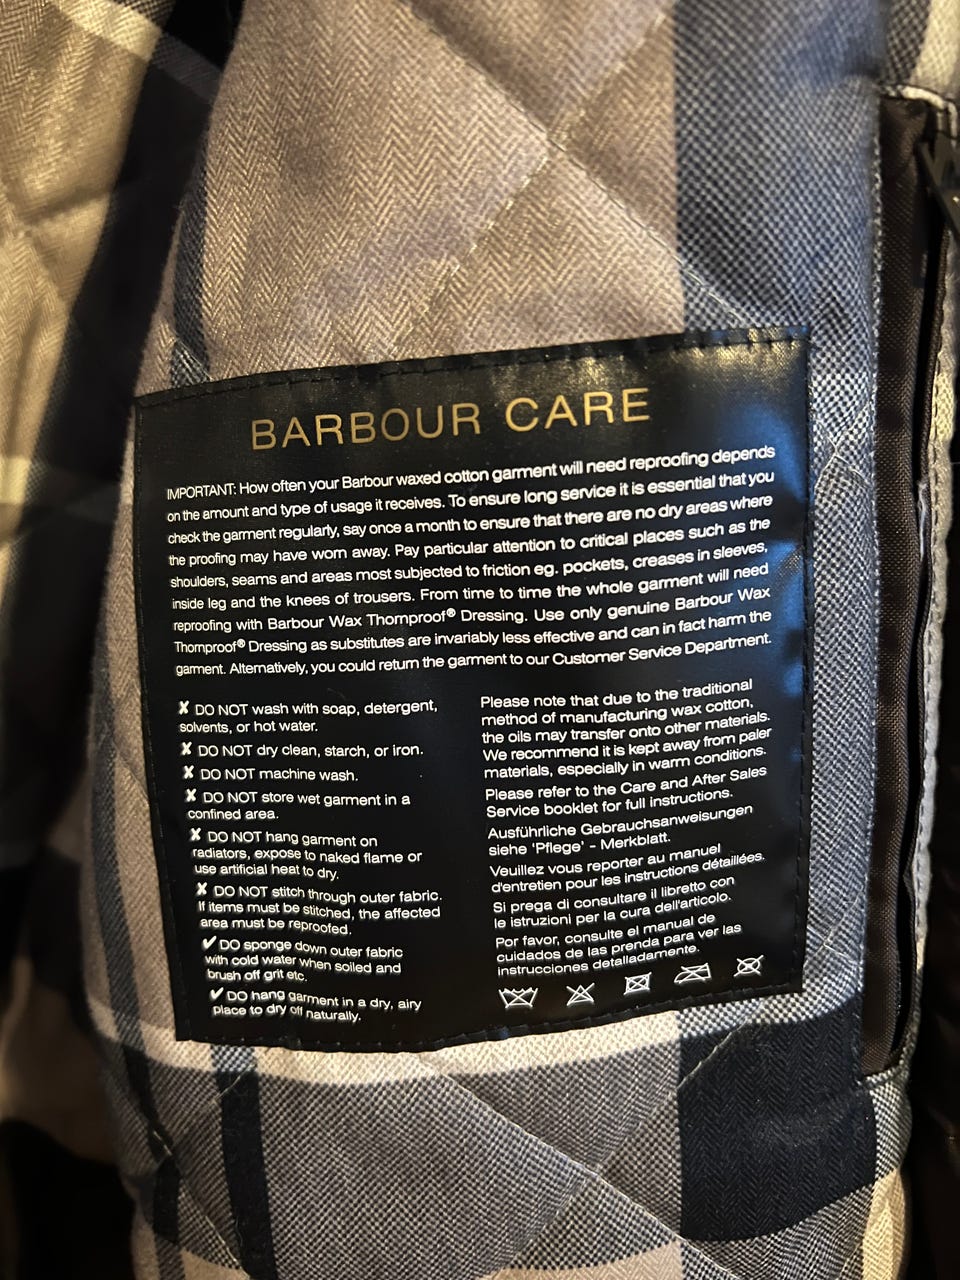 BARBOUR CARE
IMPORTANT: How often your Barbour waxed cotton garment will need reproofing depends
on the amount and type of usage it receives. To ensure long service it is essential that you
check the garment regularly, say once a month to ensure that there are no dry areas where
the proofing may have worn away. Pay particular attention to critical places such as the
shoulders, seams and areas most subjected to friction eg. pockets, creases in sleeves,
inside leg and the knees of trousers. From time to time the whole garment will need
reproofing with Barbour Wax Thornproof® Dressing. Use only genuine Barbour Wax
Thornproof® Dressing as substitutes are invariably less effective and can in fact harm the
garment. Alternatively, you could return the garment to our Customer Service Department.
✘ DO NOT wash with soap, detergent,
solvents, or hot water.
✘ DO NOT dry clean, starch, or iron.
✘ DO NOT machine wash.
✘ DO NOT store wet garment in a
confined area.
✘ DO NOT hang garment on
radiators, expose to naked flame or
use artificial heat to dry.
✘ DO NOT stitch through outer fabric.
If items must be stitched, the affected
area must be reproofed.
✔ DO sponge down outer fabric
with cold water when soiled and
brush off grit etc.
✔ DO hang garment in a dry, airy
place to dry off naturally.
Please note that due to the traditional
method of manufacturing wax cotton,
the oils may transfer onto other materials.
We recommend it is kept away from paler
materials, especially in warm conditions.
Please refer to the Care and After Sales
Service booklet for full instructions.
Ausführliche Gebrauchsanweisungen
siehe 'Pflege' - Merkblatt.
Veuillez vous reporter au manuel
d'entretien pour les instructions détaillées.
Si prega di consultare il libretto con
le istruzioni per la cura dell'articolo.
Por favor, consulte el manual de
cuidados de las prenda para ver las
instrucciones detalladamente.